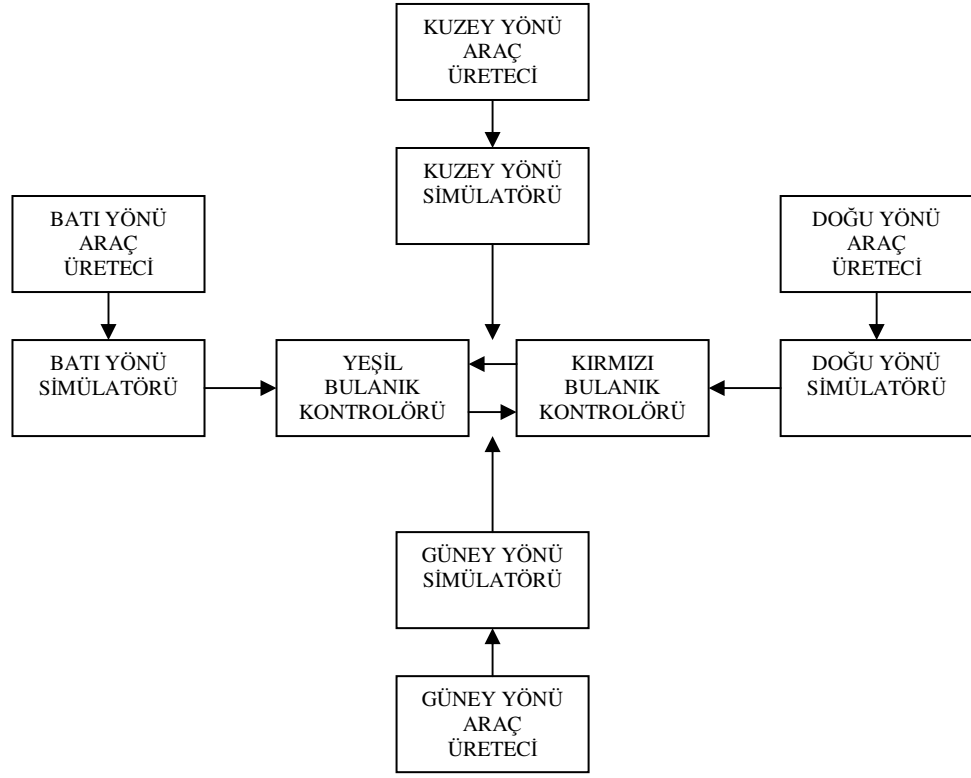 KUZEY YÖNÜ
ARAÇ
ÜRETECİ
KUZEY YÖNÜ
SİMÜLATÖRÜ
BATI YÖNÜ
ARAÇ
ÜRETECİ
DOĞU YÖNÜ
ARAÇ
ÜRETECİ
BATI YÖNÜ
SİMÜLATÖRÜ
YEŞİL
BULANIK
KONTROLÖRÜ
KIRMIZI
BULANIK
KONTROLÖRÜ
DOĞU YÖNÜ
SİMÜLATÖRÜ
GÜNEY YÖNÜ
SİMÜLATÖRÜ
GÜNEY YÖNÜ
ARAÇ
ÜRETECİ